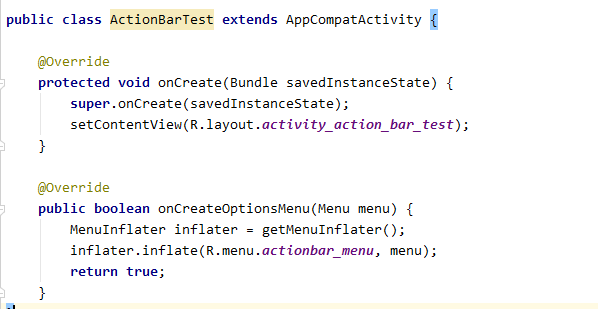 public class ActionBarTest extends AppCompatActivity {
@Override
protected void onCreate(Bundle savedInstanceState) {
super.onCreate(savedInstanceState);
setContentView(R.layout.activity_action_bar_test);
}
@Override
public boolean onCreateOptionsMenu(Menu menu) {
MenuInflater inflater = getMenuInflater();
inflater.inflate(R.menu.actionbar_menu, menu);
return true;
}